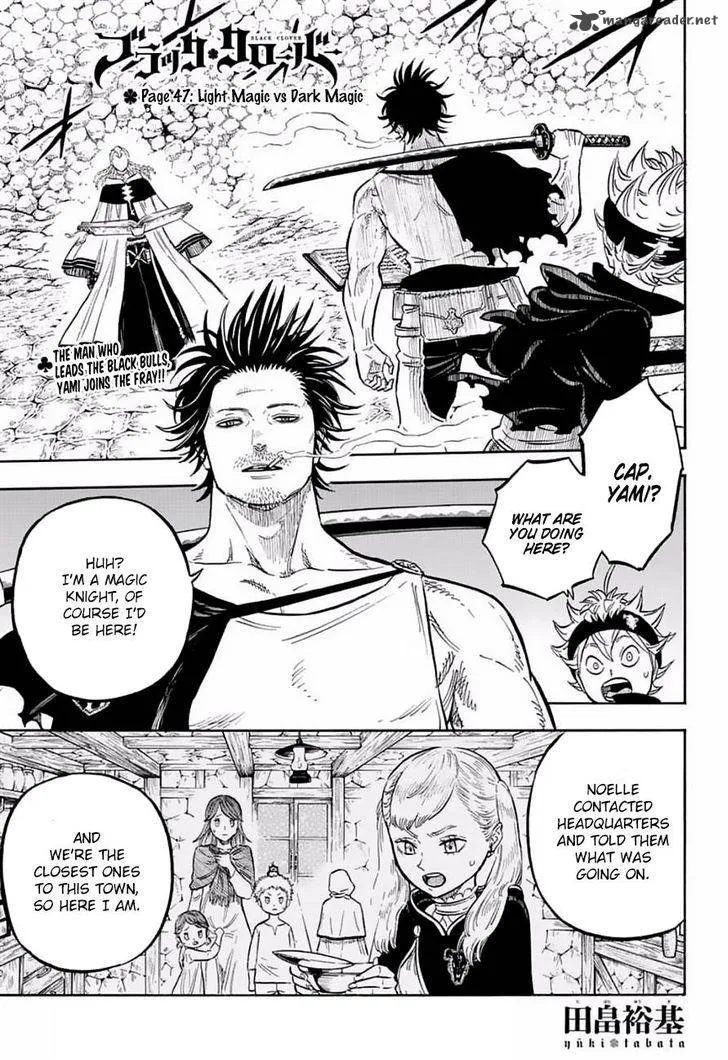 mangareader.net
BLACK CLOVER
ブラック・クローバー
Page 47: Light Magic vs Dark Magic
THE MAN WHO
LEADS THE BLACK BULLS,
YAMI JOINS THE FRAY!!
CAP.
YAMI?
WHAT ARE
YOU DOING
HERE?
HUH?
I'M A MAGIC
KNIGHT, OF
COURSE I'D
BE HERE!
NOELLE
CONTACTED
HEADQUARTERS
AND TOLD THEM
WHAT WAS
GOING ON.
AND
WE'RE THE
CLOSEST ONES
TO THIS TOWN,
SO HERE I AM.
田畠裕基
yūki tabata